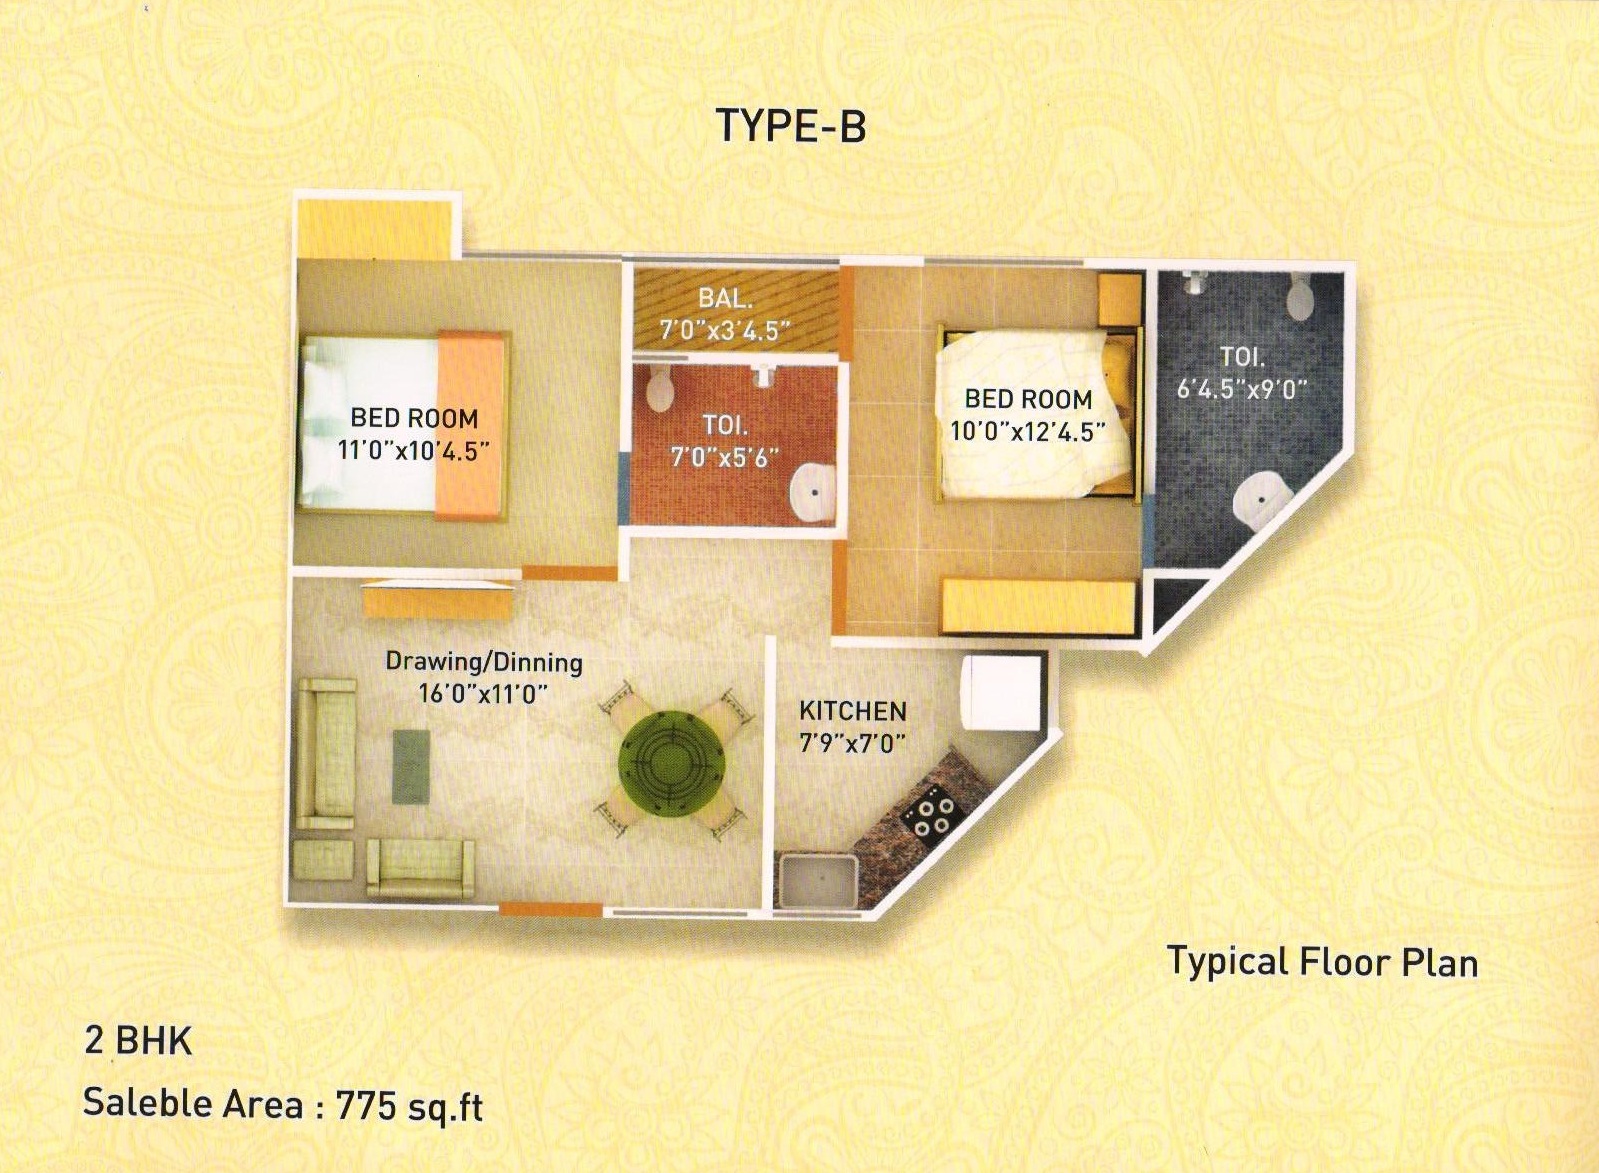 TYPE-B
BAL.
7'0"x3'4.5"
TOI.
6'4.5"x9'0"
BED ROOM
11'0"x10'4.5"
TOI.
7'0"x5'6"
BED ROOM
10'0"x12'4.5"
Drawing/Dinning
16'0"x11'0"
KITCHEN
7'9"x7'0"
Typical Floor Plan
2 BHK
Saleble Area : 775 sq.ft